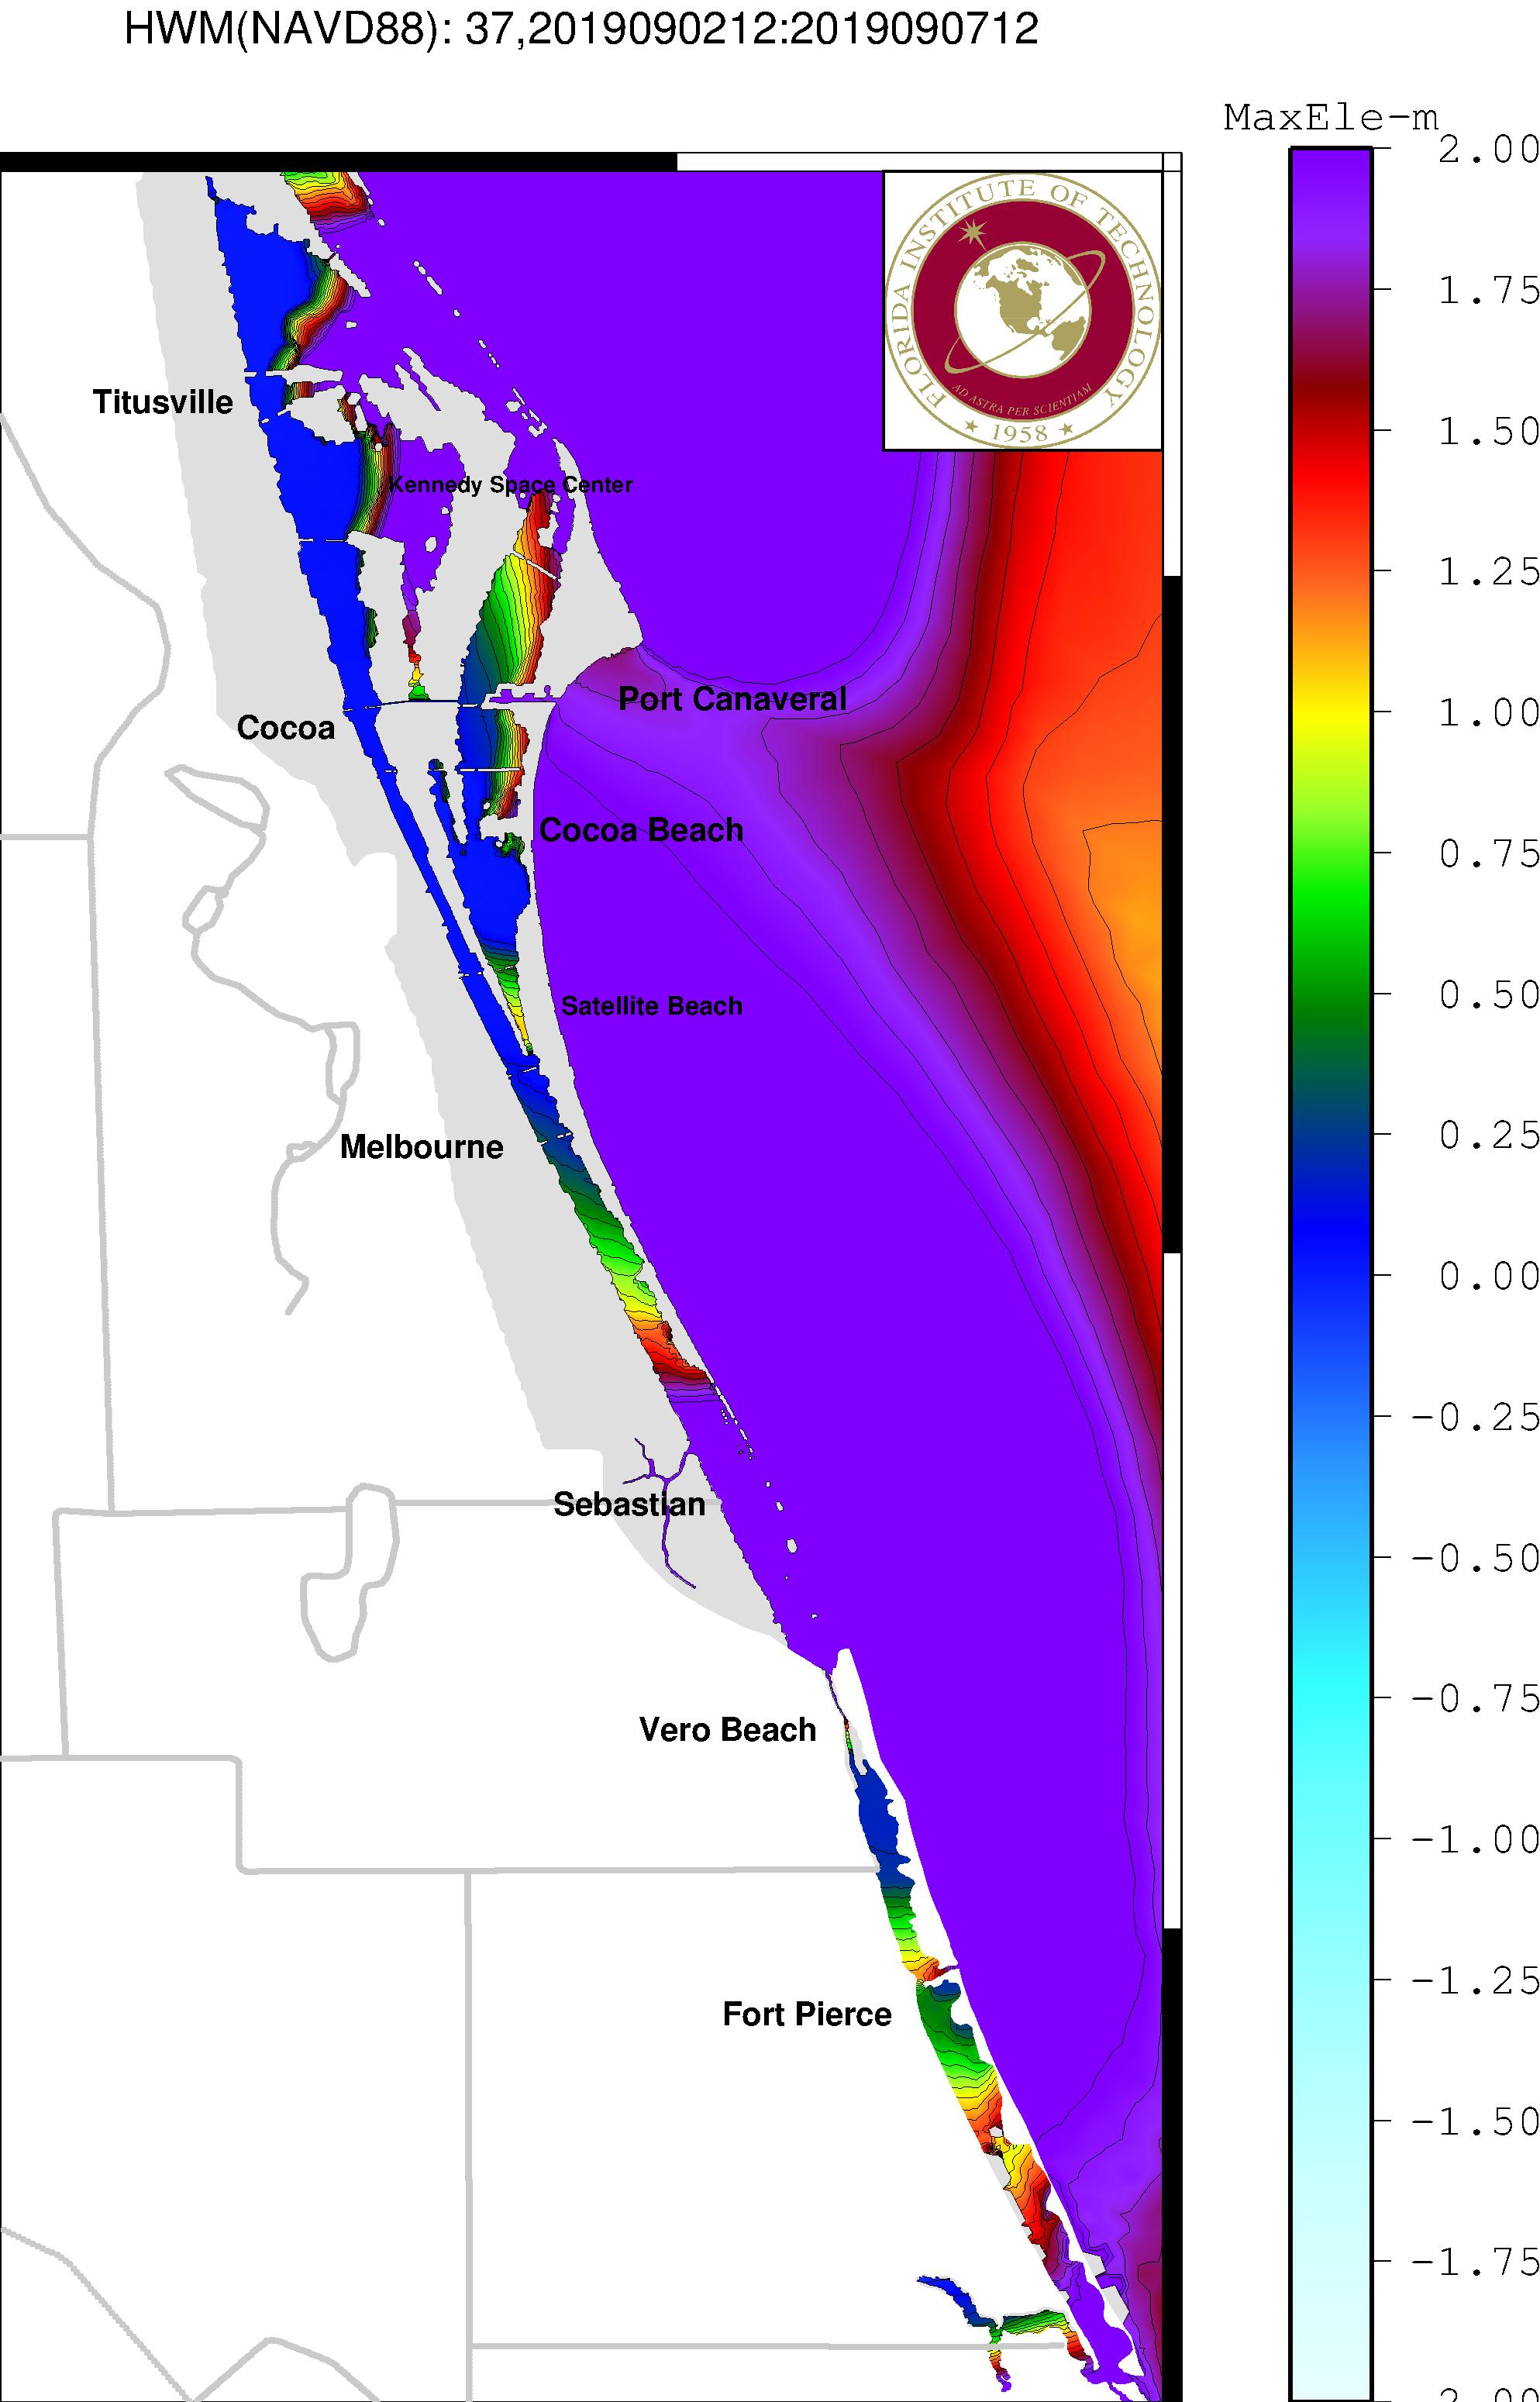 HWM(NAVD88): 37,2019090212:2019090712
MaxEle-m
2.00
1.75
1.50
1.25
1.00
0.75
0.50
0.25
0.00
-0.25
-0.50
-0.75
-1.00
-1.25
-1.50
-1.75
FLORIDA INSTITUTE OF TECHNOLOGY
AD ASTRA PER SCIENTIAM
★ 1958 ★
Titusville
Kennedy Space Center
Port Canaveral
Cocoa
Cocoa Beach
Satellite Beach
Melbourne
Sebastian
Vero Beach
Fort Pierce